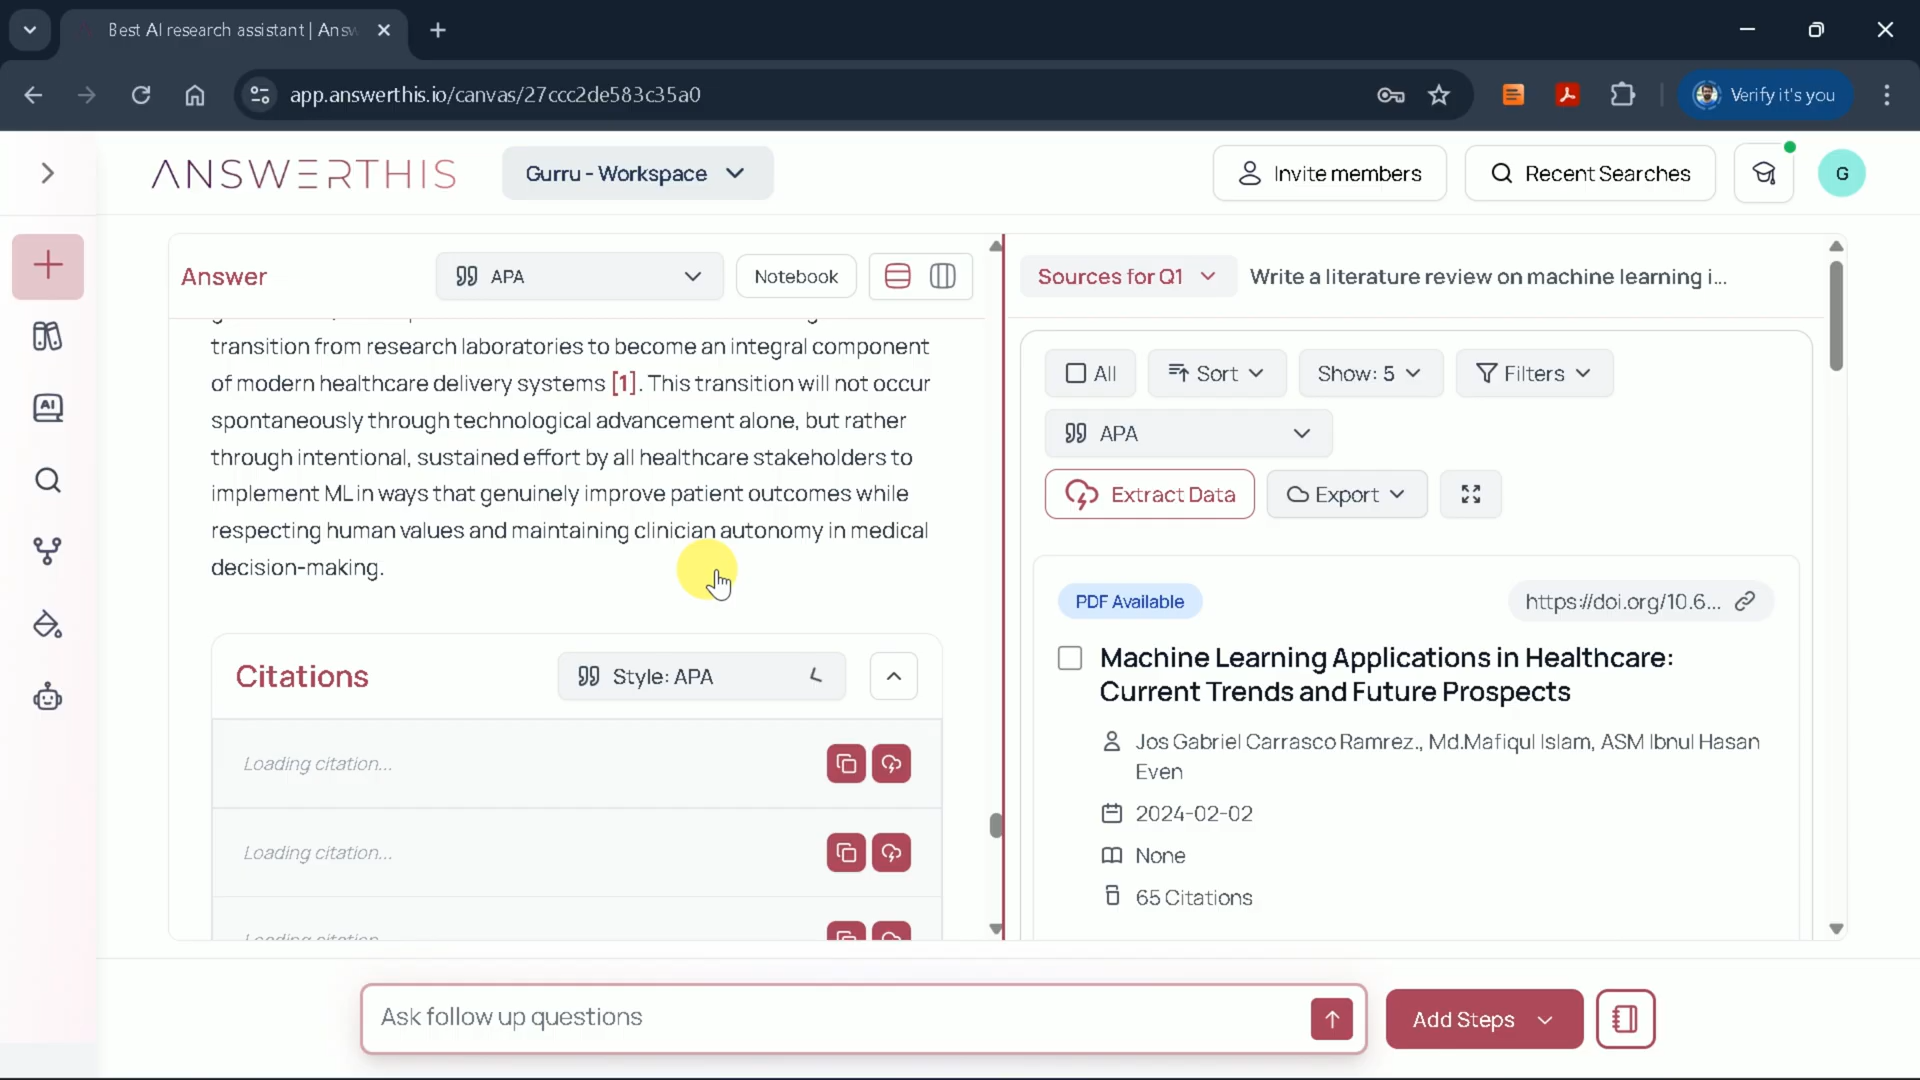 Best AI research assistant | Answ
app.answerthis.io/canvas/27ccc2de583c35a0
Verify it's you
ANSWERTHIS
Gurru - Workspace
Invite members
Recent Searches
G
Answer
APA
Notebook
Sources for Q1
Write a literature review on machine learning i...
transition from research laboratories to become an integral component
of modern healthcare delivery systems [1]. This transition will not occur
spontaneously through technological advancement alone, but rather
through intentional, sustained effort by all healthcare stakeholders to
implement ML in ways that genuinely improve patient outcomes while
respecting human values and maintaining clinician autonomy in medical
decision-making.
Citations
Style: APA
Loading citation...
Loading citation...
Loading citation...
All
Sort
Show: 5
Filters
APA
Extract Data
Export
PDF Available
https://doi.org/10.6...
Machine Learning Applications in Healthcare:
Current Trends and Future Prospects
Jos Gabriel Carrasco Ramrez., Md.Mafiqul Islam, ASM Ibnul Hasan
Even
2024-02-02
None
65 Citations
AI
Ask follow up questions
Add Steps